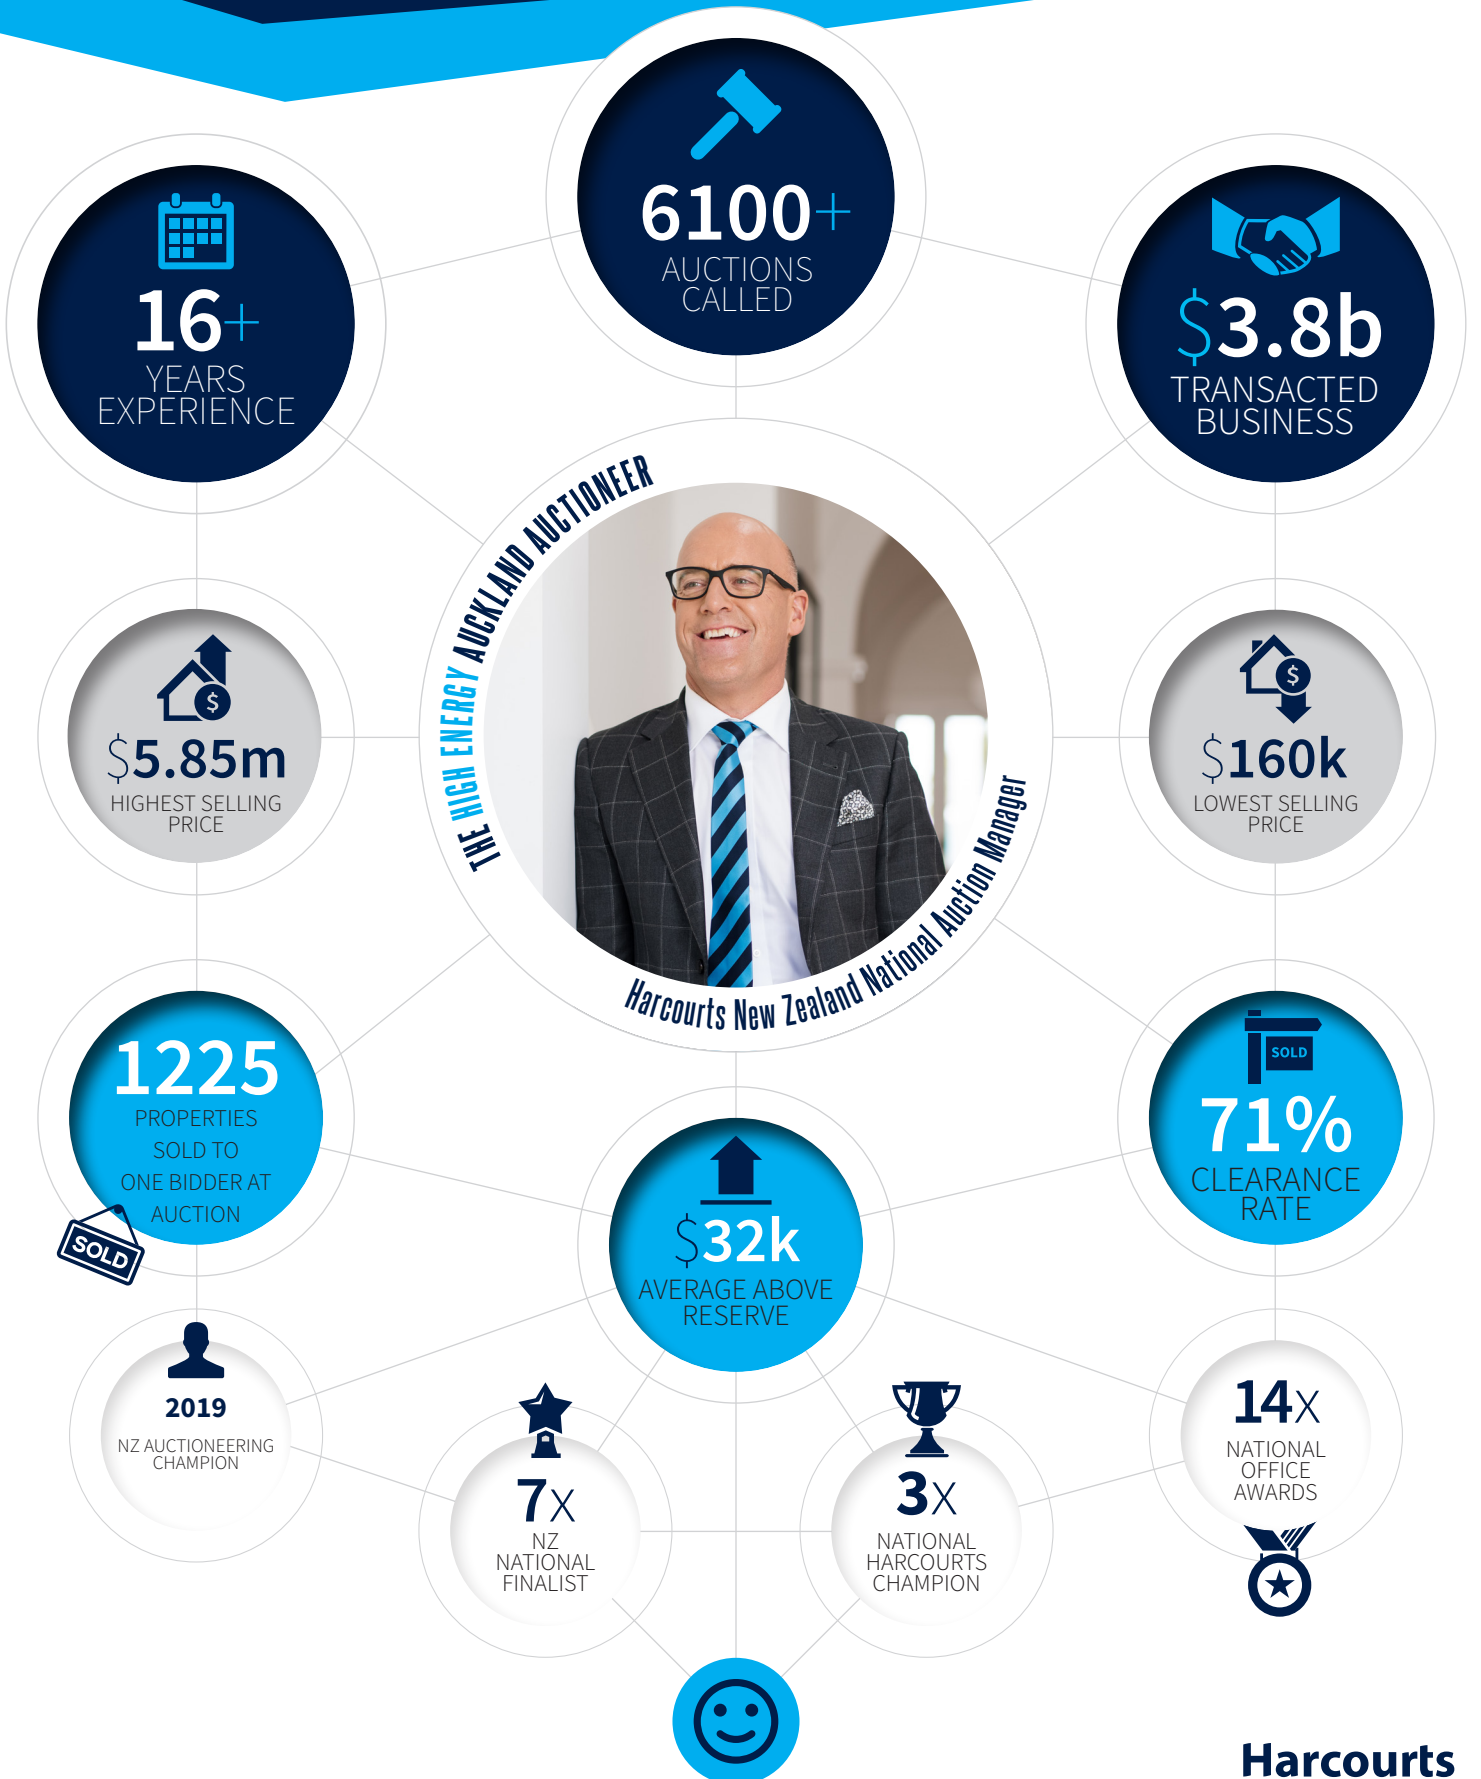 6100+
AUCTIONS
CALLED
16+
YEARS
EXPERIENCE
$3.8b
TRANSACTED
BUSINESS
THE HIGH ENERGY AUCKLAND AUCTIONEER
Harcourts New Zealand National Auction Manager
$
$5.85m
HIGHEST SELLING
PRICE
$
$160k
LOWEST SELLING
PRICE
1225
PROPERTIES
SOLD TO
ONE BIDDER AT
AUCTION
SOLD
$32k
AVERAGE ABOVE
RESERVE
SOLD
71%
CLEARANCE
RATE
2019
NZ AUCTIONEERING
CHAMPION
7X
NZ
NATIONAL
FINALIST
3X
NATIONAL
HARCOURTS
CHAMPION
14X
NATIONAL
OFFICE
AWARDS
Harcourts